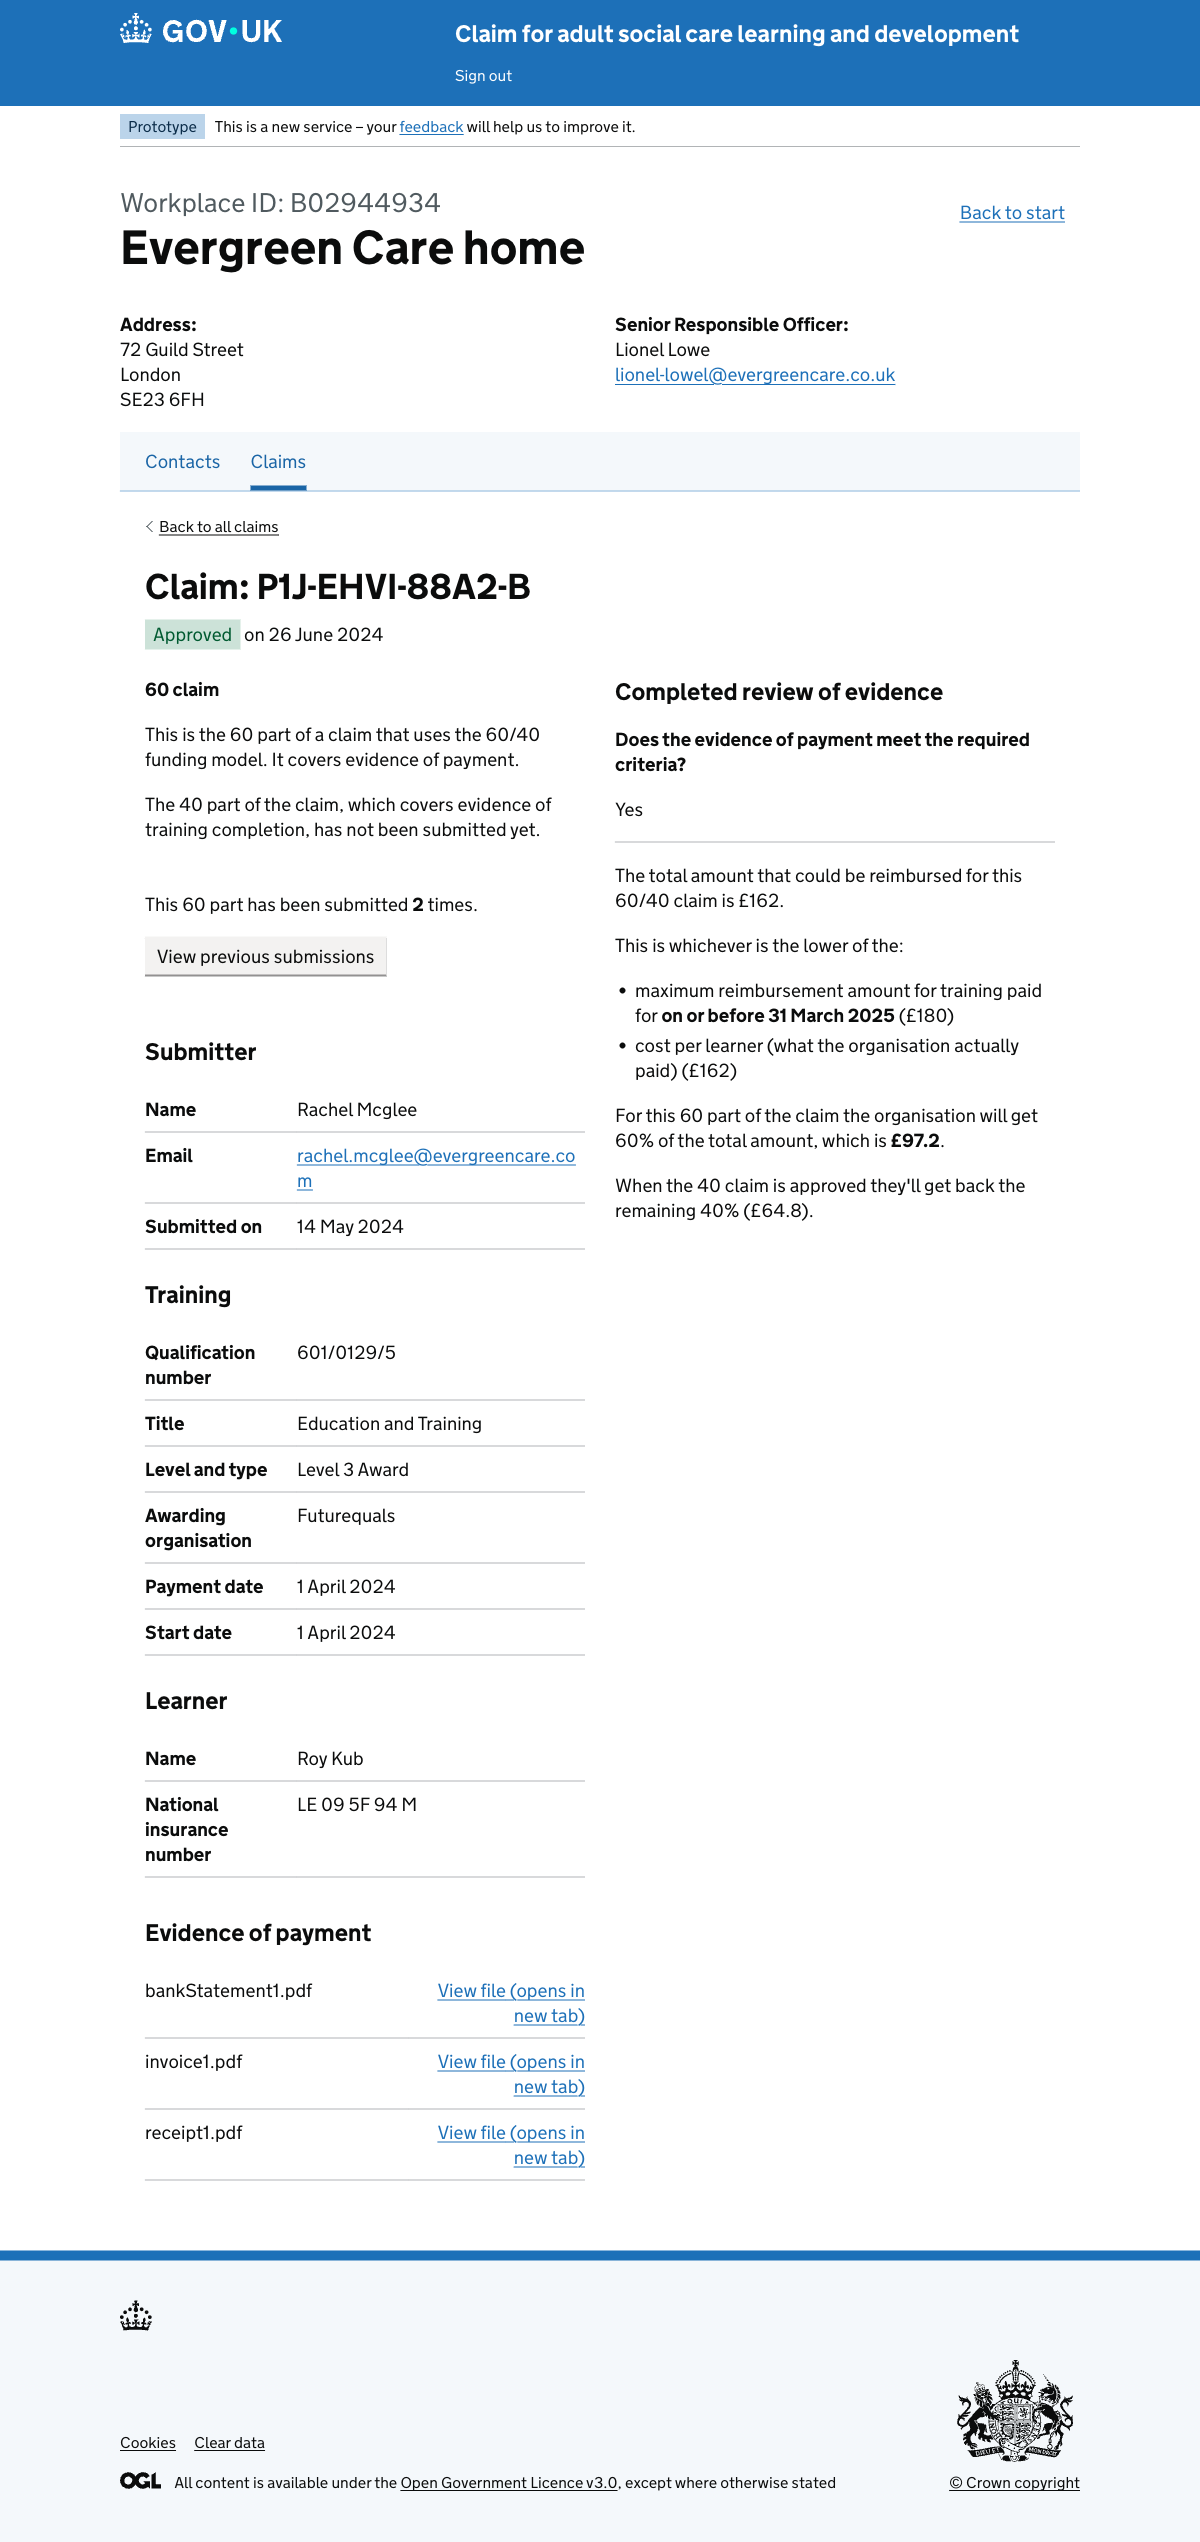 GOV·UK
Claim for adult social care learning and development
Sign out
Prototype
This is a new service – your feedback will help us to improve it.
Workplace ID: B02944934
Evergreen Care home
Back to start
Address:
72 Guild Street
London
SE23 6FH
Senior Responsible Officer:
Lionel Lowe
lionel-lowel@evergreencare.co.uk
Contacts
Claims
Back to all claims
Claim: P1J-EHVI-88A2-B
Approved on 26 June 2024
60 claim
This is the 60 part of a claim that uses the 60/40
funding model. It covers evidence of payment.
The 40 part of the claim, which covers evidence of
training completion, has not been submitted yet.
This 60 part has been submitted 2 times.
View previous submissions
Submitter
Name Rachel Mcglee
Email rachel.mcglee@evergreencare.co
m
Submitted on 14 May 2024
Training
Qualification 601/0129/5
number
Title Education and Training
Level and type Level 3 Award
Awarding Futurequals
organisation
Payment date 1 April 2024
Start date 1 April 2024
Learner
Name Roy Kub
National LE 09 5F 94 M
insurance
number
Evidence of payment
bankStatement1.pdf View file (opens in
new tab)
invoice1.pdf View file (opens in
new tab)
receipt1.pdf View file (opens in
new tab)
Completed review of evidence
Does the evidence of payment meet the required
criteria?
Yes
The total amount that could be reimbursed for this
60/40 claim is £162.
This is whichever is the lower of the:
• maximum reimbursement amount for training paid
for on or before 31 March 2025 (£180)
• cost per learner (what the organisation actually
paid) (£162)
For this 60 part of the claim the organisation will get
60% of the total amount, which is £97.2.
When the 40 claim is approved they'll get back the
remaining 40% (£64.8).
Cookies
Clear data
OGL
All content is available under the Open Government Licence v3.0, except where otherwise stated
© Crown copyright